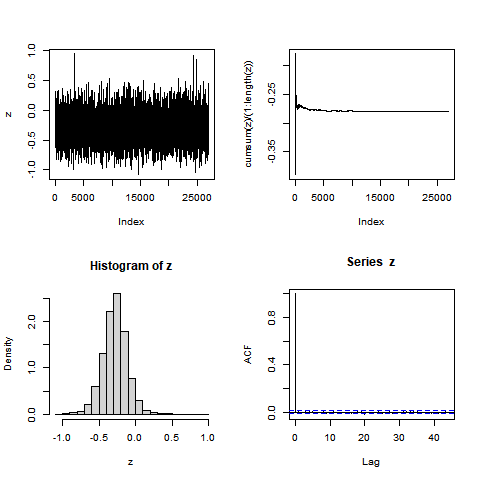 1.0
0.5
0.0
-0.5
-1.0
z
0 5000 15000 25000
Index
-0.25
-0.35
cumsum(z)/(1:length(z))
0 5000 15000 25000
Index
Histogram of z
2.0
1.0
0.0
Density
-1.0 -0.5 0.0 0.5 1.0
z
Series z
0.8
0.4
0.0
ACF
0 10 20 30 40
Lag